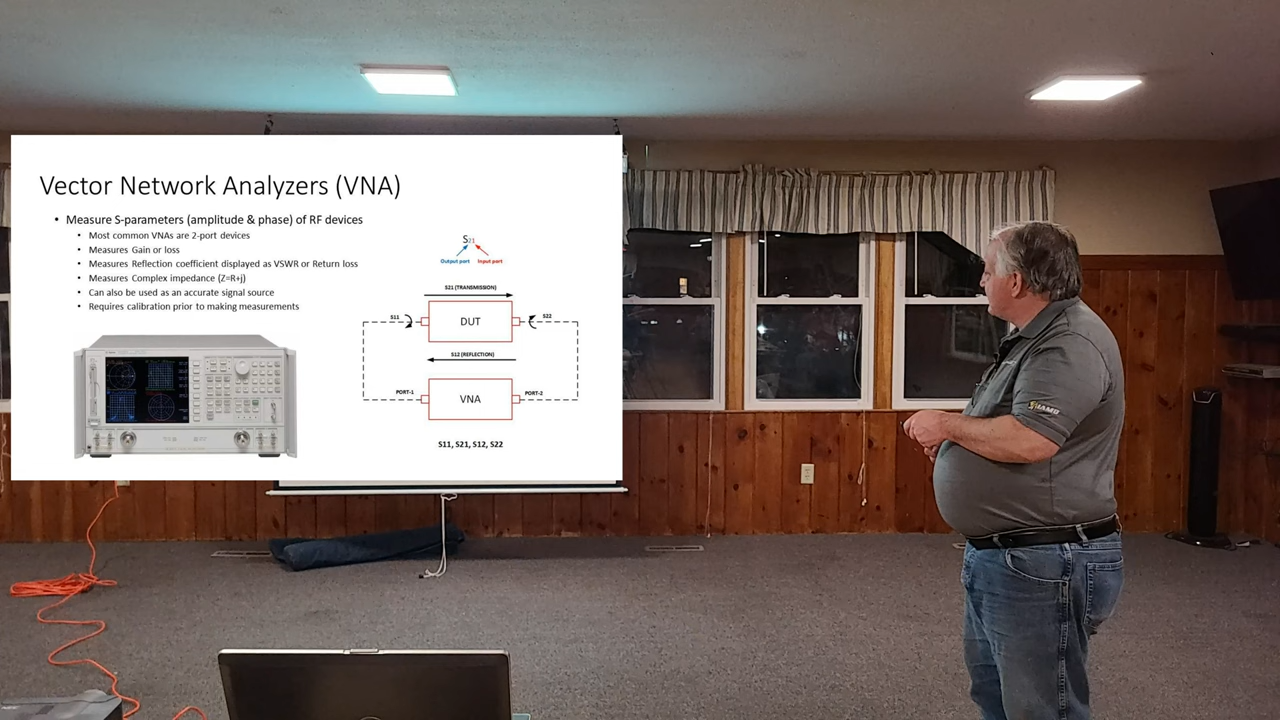 Vector Network Analyzers (VNA)
• Measure S-parameters (amplitude & phase) of RF devices
• Most common VNAs are 2-port devices
• Measures Gain or loss
• Measures Reflection coefficient displayed as VSWR or Return loss
• Measures Complex impedance (Z=R+j)
• Can also be used as an accurate signal source
• Requires calibration prior to making measurements
S21
Output port Input port
S21 (TRANSMISSION)
S11 DUT S22
S12 (REFLECTION)
PORT-1 VNA PORT-2
S11, S21, S12, S22